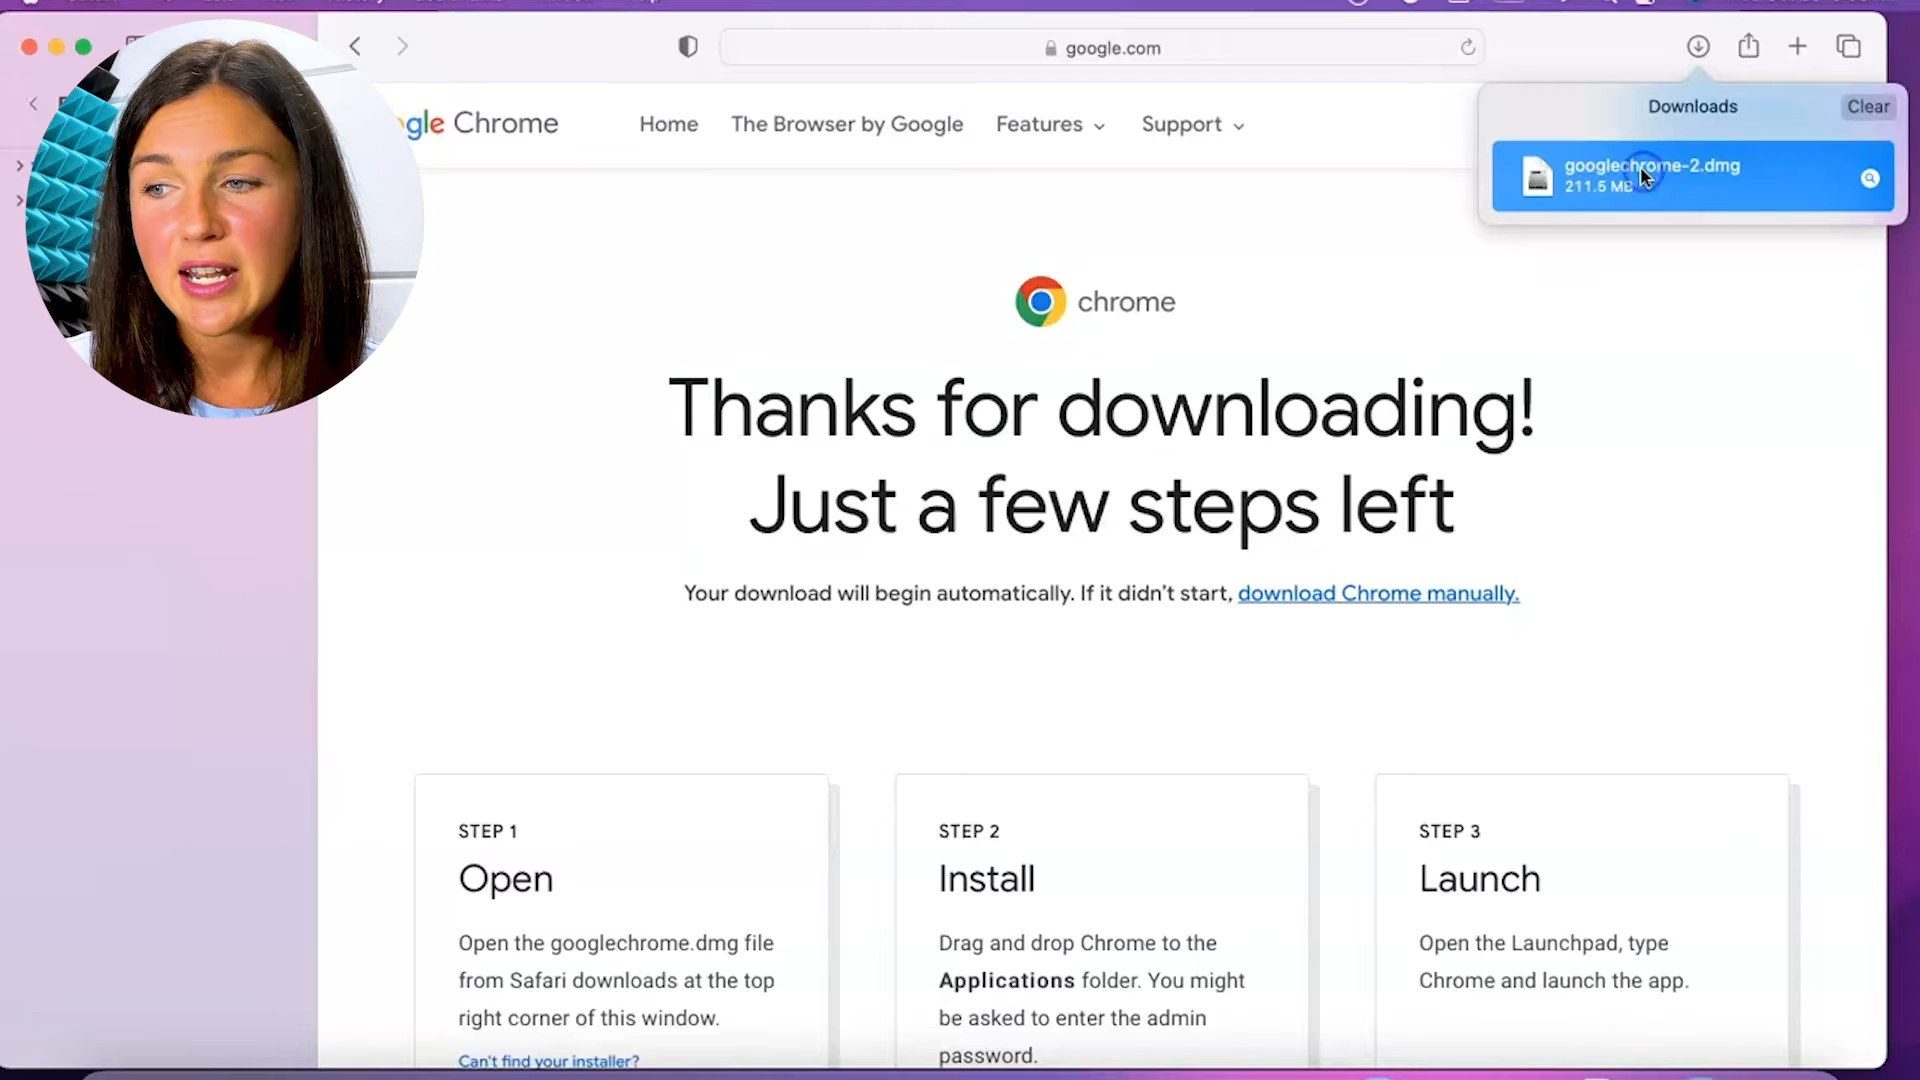 google.com
gle Chrome
Home
The Browser by Google
Features
Support
Downloads
Clear
googlechrome-2.dmg
211.5 MB
chrome
Thanks for downloading!
Just a few steps left
Your download will begin automatically. If it didn't start, download Chrome manually.
STEP 1
Open
Open the googlechrome.dmg file
from Safari downloads at the top
right corner of this window.
Can't find your installer?
STEP 2
Install
Drag and drop Chrome to the
Applications folder. You might
be asked to enter the admin
password.
STEP 3
Launch
Open the Launchpad, type
Chrome and launch the app.